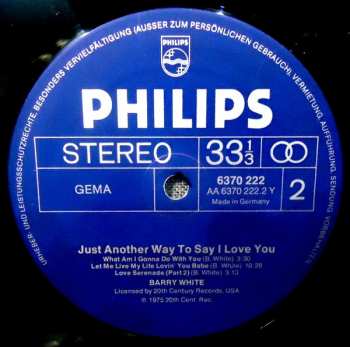 URHEBER- UND LEISTUNGSSCHUTZRECHTE, BESONDERS VERVIELFÄLTIGUNG (AUSSER ZUM PERSÖNLICHEN GEBRAUCH), VERMIETUNG, AUFFÜHRUNG, SENDUNG VORBEHALTEN
PHILIPS
PHILIPS
STEREO 33 1/3
GEMA
6370 222
AA 6370 222.2 Y
Made in Germany
2
Just Another Way To Say I Love You
What Am I Gonna Do With You (B. White) 3:30
Let Me Live My Life Lovin' You Babe (B. White) 10:28
Love Serenade (Part 2) (B. White) 3:13
BARRY WHITE
Licensed by 20th Century Records, USA
℗ 1975 20th Cent. Rec.